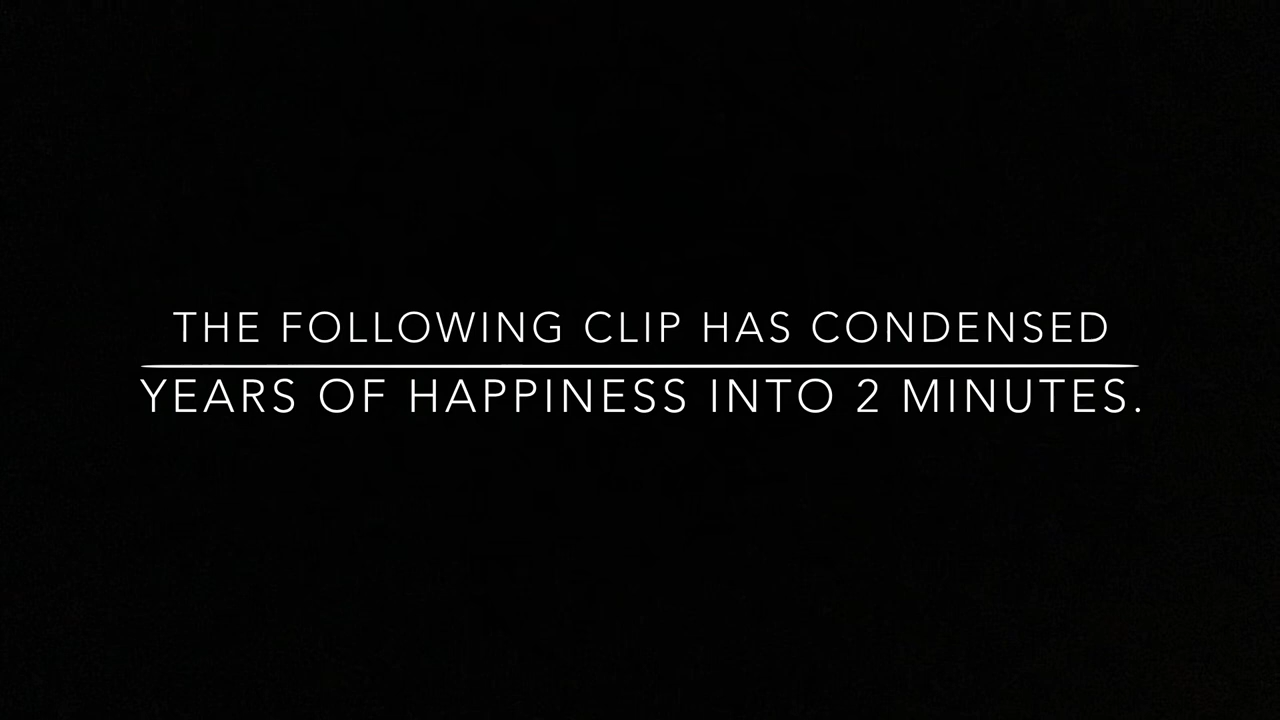 THE FOLLOWING CLIP HAS CONDENSED
YEARS OF HAPPINESS INTO 2 MINUTES.